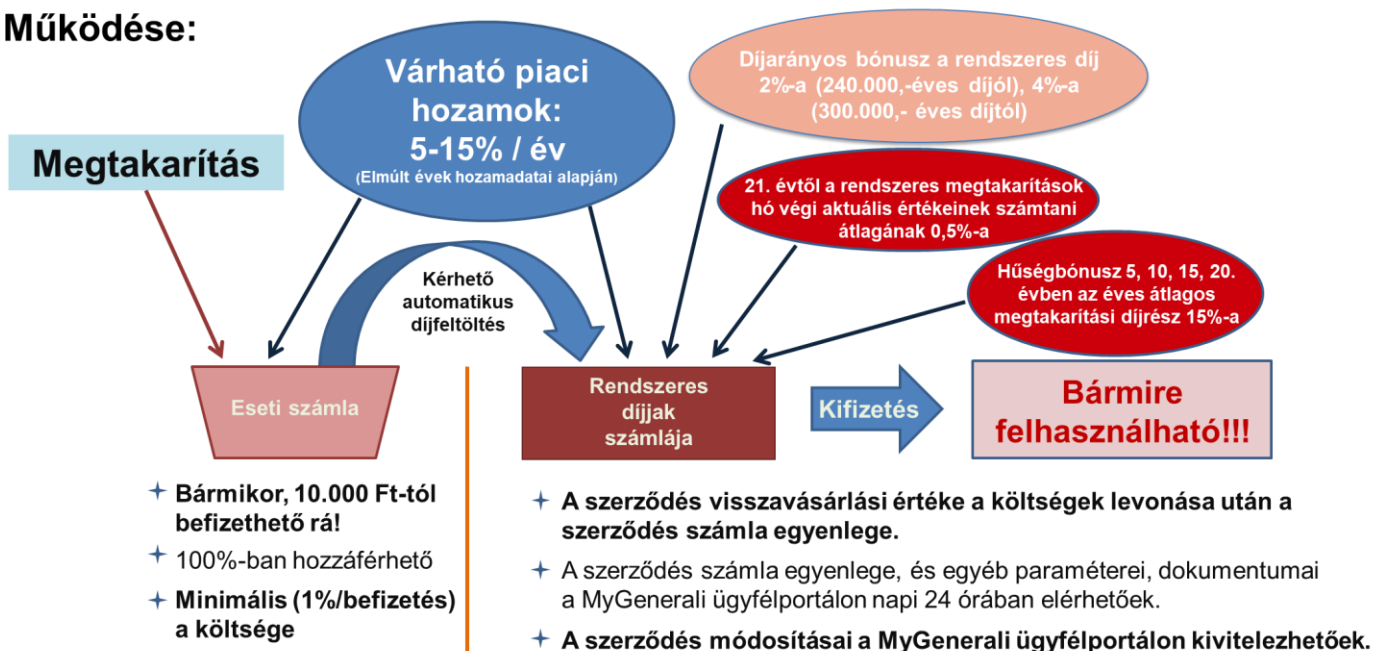 Működése:
Várható piaci
hozamok:
5-15% / év
(Elmúlt évek hozamadatai alapján)
Díjarányos bónusz a rendszeres díj
2%-a (240.000,-éves díjól), 4%-a
(300.000,- éves díjtól)
Megtakarítás
21. évtől a rendszeres megtakarítások
hó végi aktuális értékeinek számtani
átlagának 0,5%-a
Hűségbónusz 5, 10, 15, 20.
évben az éves átlagos
megtakarítási díjrész 15%-a
Kérhető
automatikus
díjfeltöltés
Eseti számla
Rendszeres
díjjak
számlája
Kifizetés
Bármire
felhasználható!!!
Bármikor, 10.000 Ft-tól
befizethető rá!
100%-ban hozzáférhető
Minimális (1%/befizetés)
a költsége
A szerződés visszavásárlási értéke a költségek levonása után a
szerződés számla egyenlege.
A szerződés számla egyenlege, és egyéb paraméterei, dokumentumai
a MyGenerali ügyfélportálon napi 24 órában elérhetőek.
A szerződés módosításai a MyGenerali ügyfélportálon kivitelezhetőek.